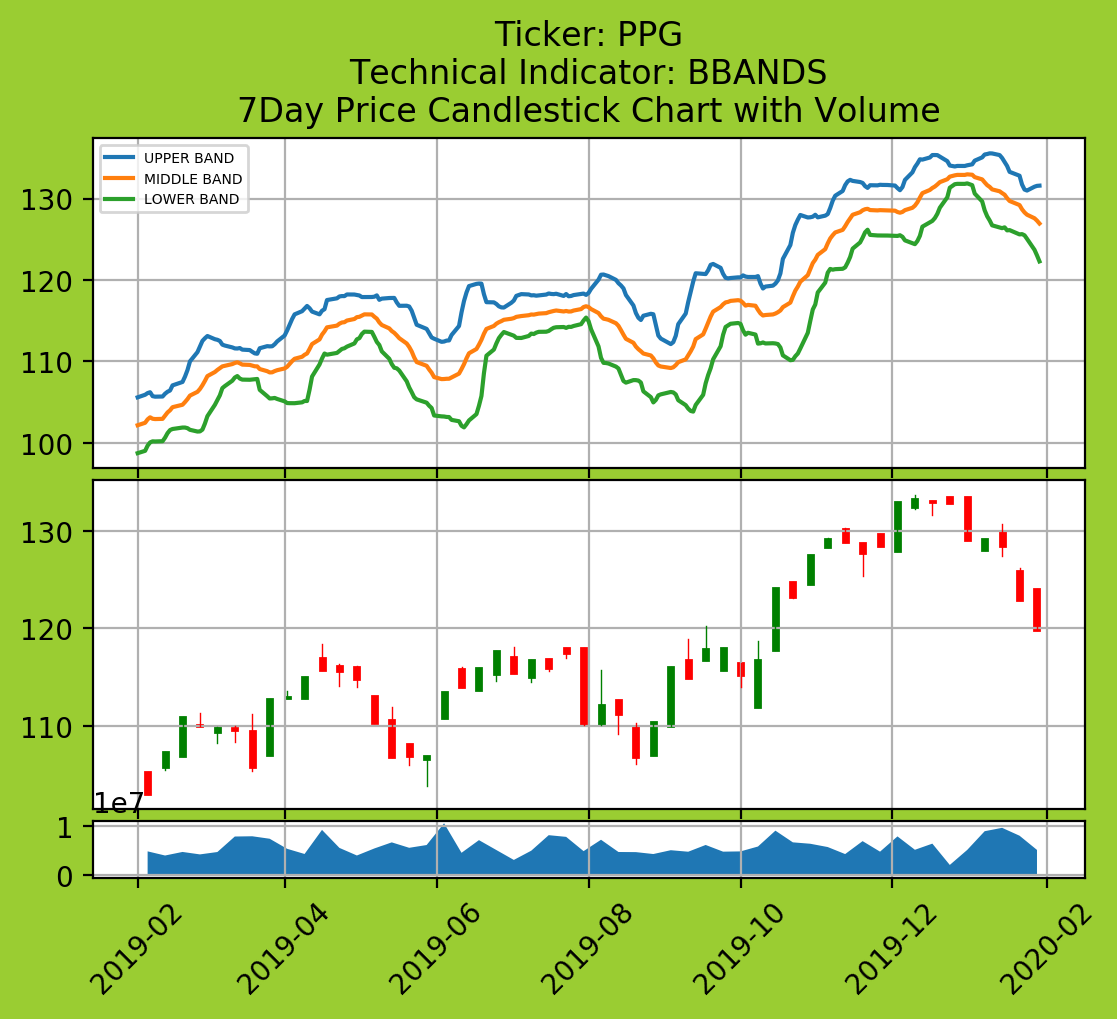 Ticker: PPG
Technical Indicator: BBANDS
7Day Price Candlestick Chart with Volume
UPPER BAND
MIDDLE BAND
LOWER BAND
130
120
110
100
130
120
110
1e7
1
0
2019-02
2019-04
2019-06
2019-08
2019-10
2019-12
2020-02